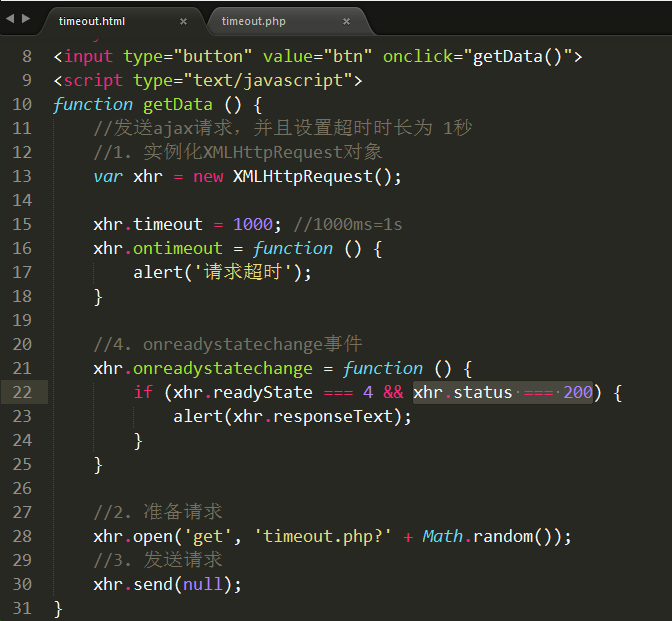 timeout.html × timeout.php ×
8 <input type="button" value="btn" onclick="getData()">
9 <script type="text/javascript">
10 function getData () {
11 //发送ajax请求，并且设置超时时长为 1秒
12 //1. 实例化XMLHttpRequest对象
13 var xhr = new XMLHttpRequest();
14
15 xhr.timeout = 1000; //1000ms=1s
16 xhr.ontimeout = function () {
17 alert('请求超时');
18 }
19
20 //4. onreadystatechange事件
21 xhr.onreadystatechange = function () {
22 if (xhr.readyState === 4 && xhr.status === 200) {
23 alert(xhr.responseText);
24 }
25 }
26
27 //2. 准备请求
28 xhr.open('get', 'timeout.php?' + Math.random());
29 //3. 发送请求
30 xhr.send(null);
31 }